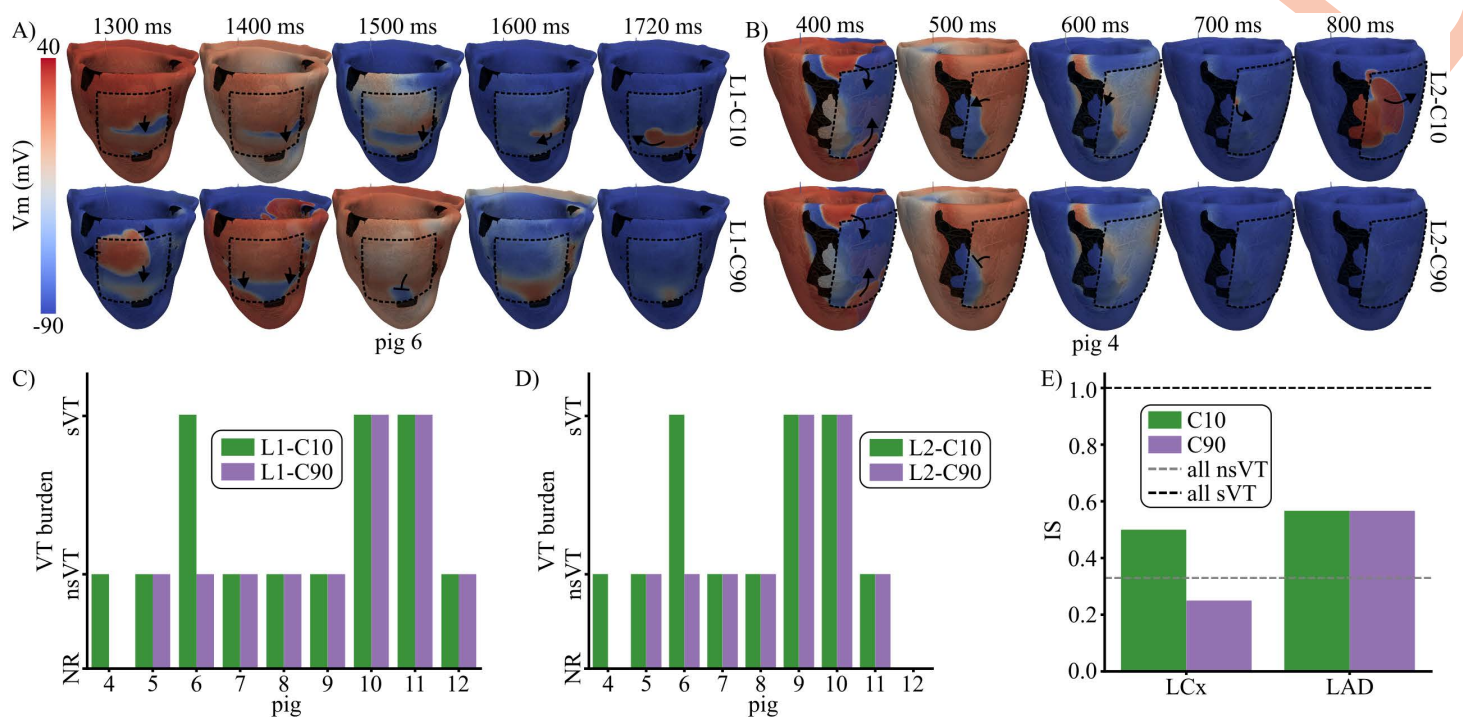 A) 1300 ms 1400 ms 1500 ms 1600 ms 1720 ms
40
Vm (mV)
-90
L1-C10
L1-C90
pig 6
B) 400 ms 500 ms 600 ms 700 ms 800 ms
L2-C10
L2-C90
pig 4
C)
VT burden
sVT
nsVT
NR
L1-C10
L1-C90
4 5 6 7 8 9 10 11 12
pig
D)
VT burden
sVT
nsVT
NR
L2-C10
L2-C90
4 5 6 7 8 9 10 11 12
pig
E)
IS
1.0
0.8
0.6
0.4
0.2
0.0
C10
C90
all nsVT
all sVT
LCx LAD